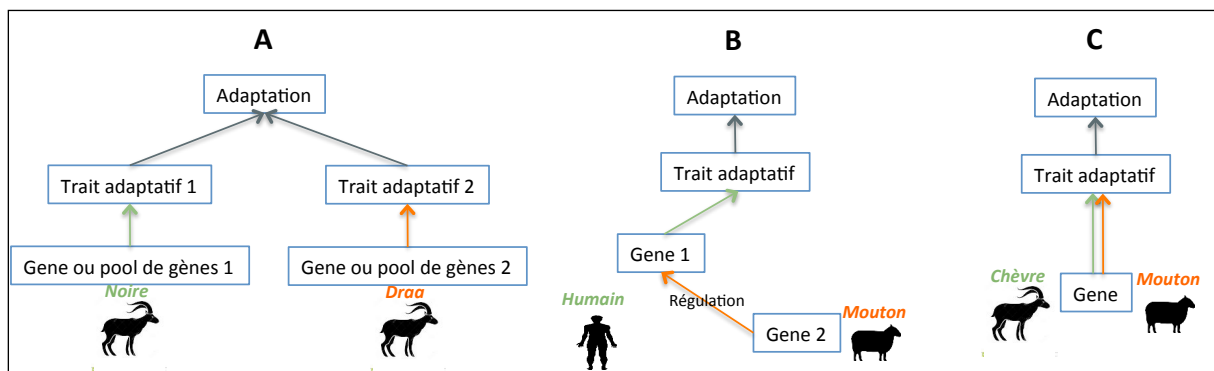 A
Adaptation
Trait adaptatif 1
Trait adaptatif 2
Gene ou pool de gènes 1
Gene ou pool de gènes 2
Noire
Draa
B
Adaptation
Trait adaptatif
Gene 1
Humain
Régulation
Gene 2
Mouton
C
Adaptation
Trait adaptatif
Chèvre
Gene
Mouton